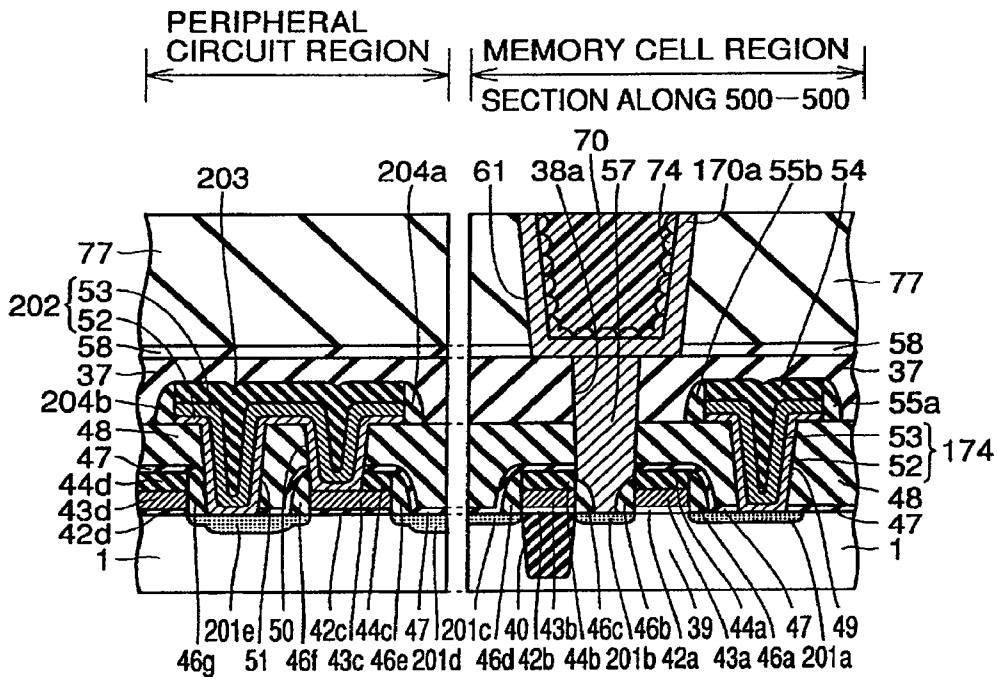 PERIPHERAL
CIRCUIT REGION
MEMORY CELL REGION
SECTION ALONG 500—500
70
203 204a 61 38a 57 74 170a 55b 54
77 77
202 { 53
52
58 58
37 37
204b 55a
48 53 } 174
47 52
44d 48
43d 47
42d
1 1
201e 50 42c 44c 47 201c 40 43b 46c 46b 39 44a 47 49
46g 51 46f 43c 46e 201d 46d 42b 44b 201b 42a 43a 46a 201a